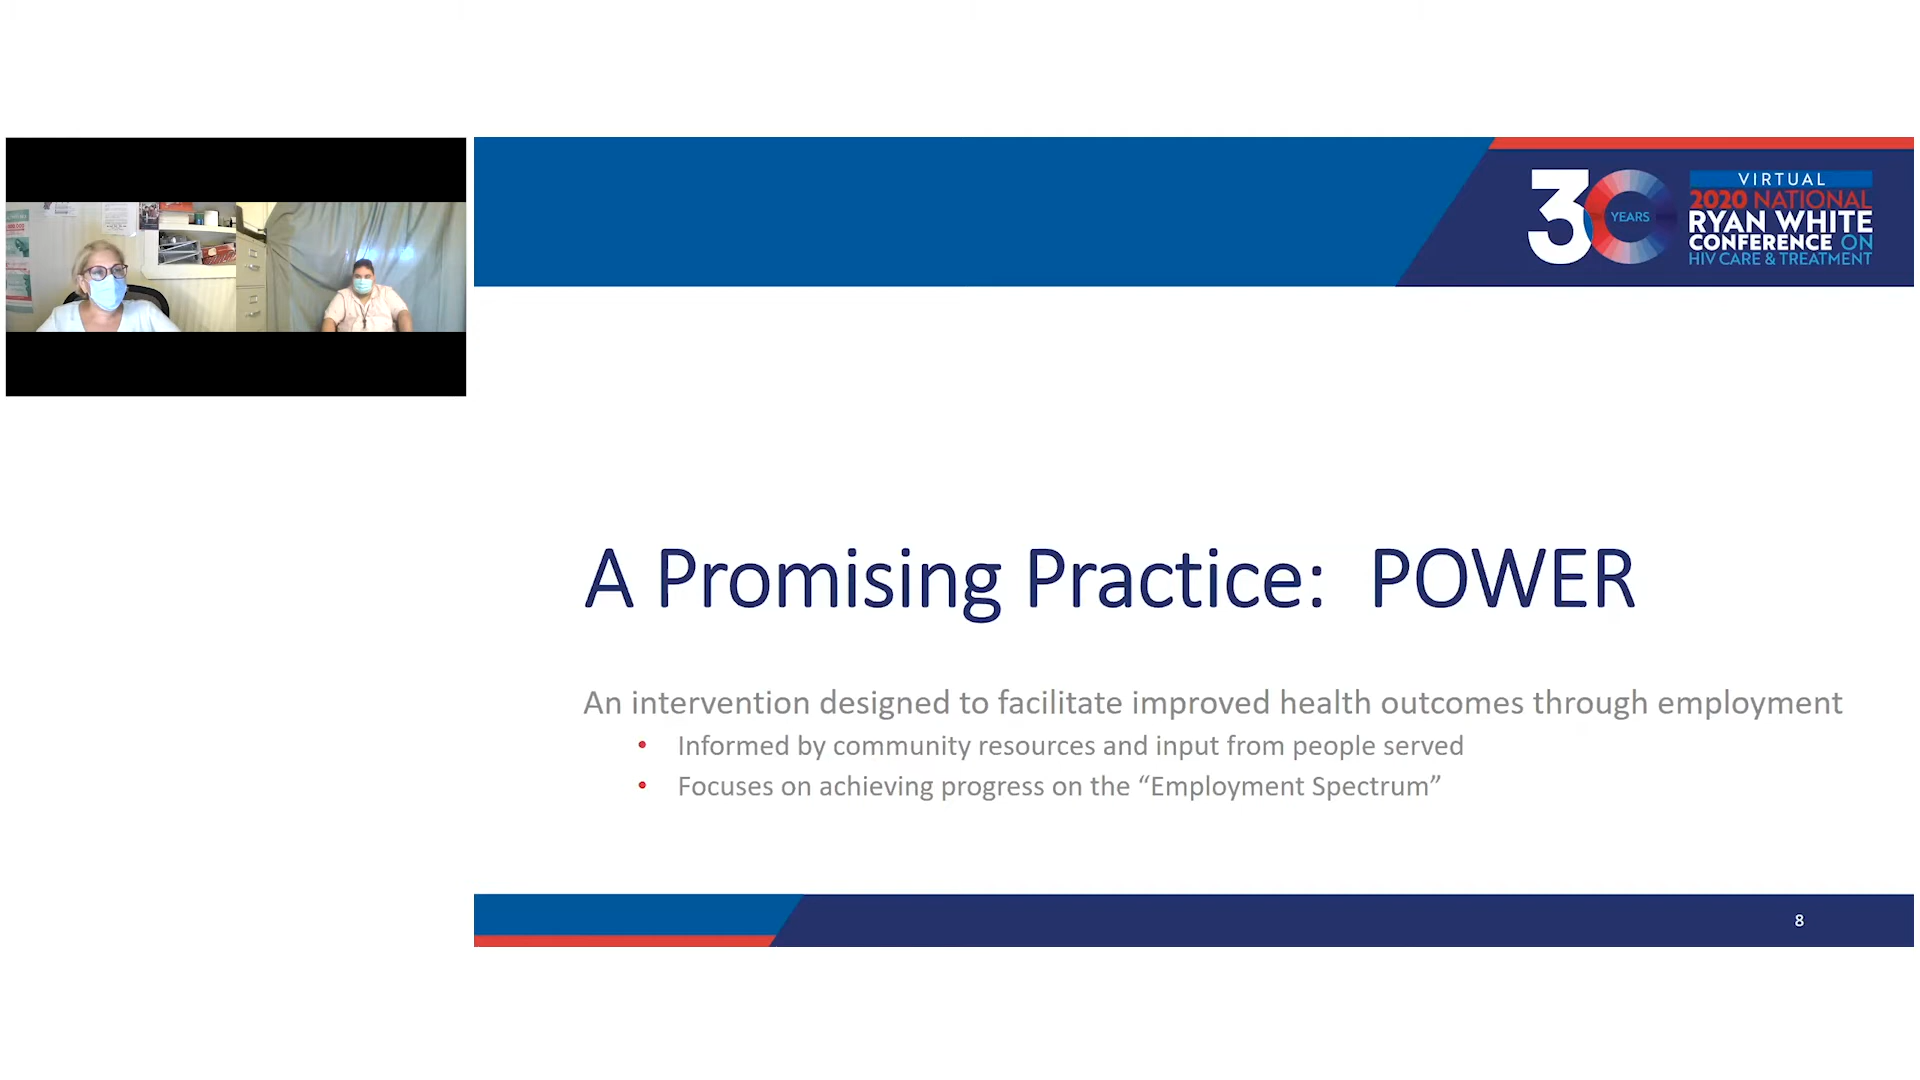 30 YEARS
VIRTUAL
2020 NATIONAL
RYAN WHITE
CONFERENCE ON
HIV CARE & TREATMENT
A Promising Practice:  POWER
An intervention designed to facilitate improved health outcomes through employment
• Informed by community resources and input from people served
• Focuses on achieving progress on the “Employment Spectrum”
8